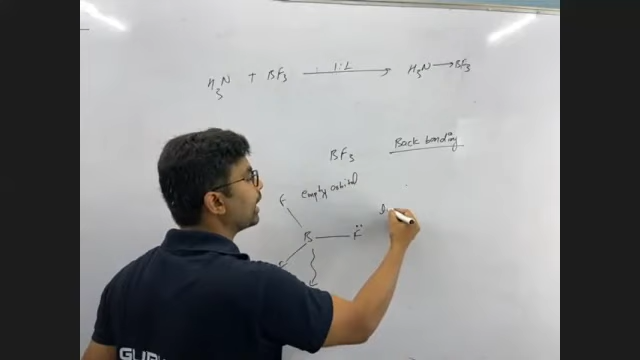 H₃N + BF₃ 1:1 H₃N → BF₃
BF₃ Back bonding
F empty orbital
B F̈